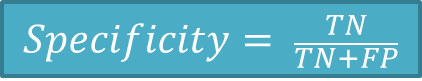 Specificity = TN / TN+FP